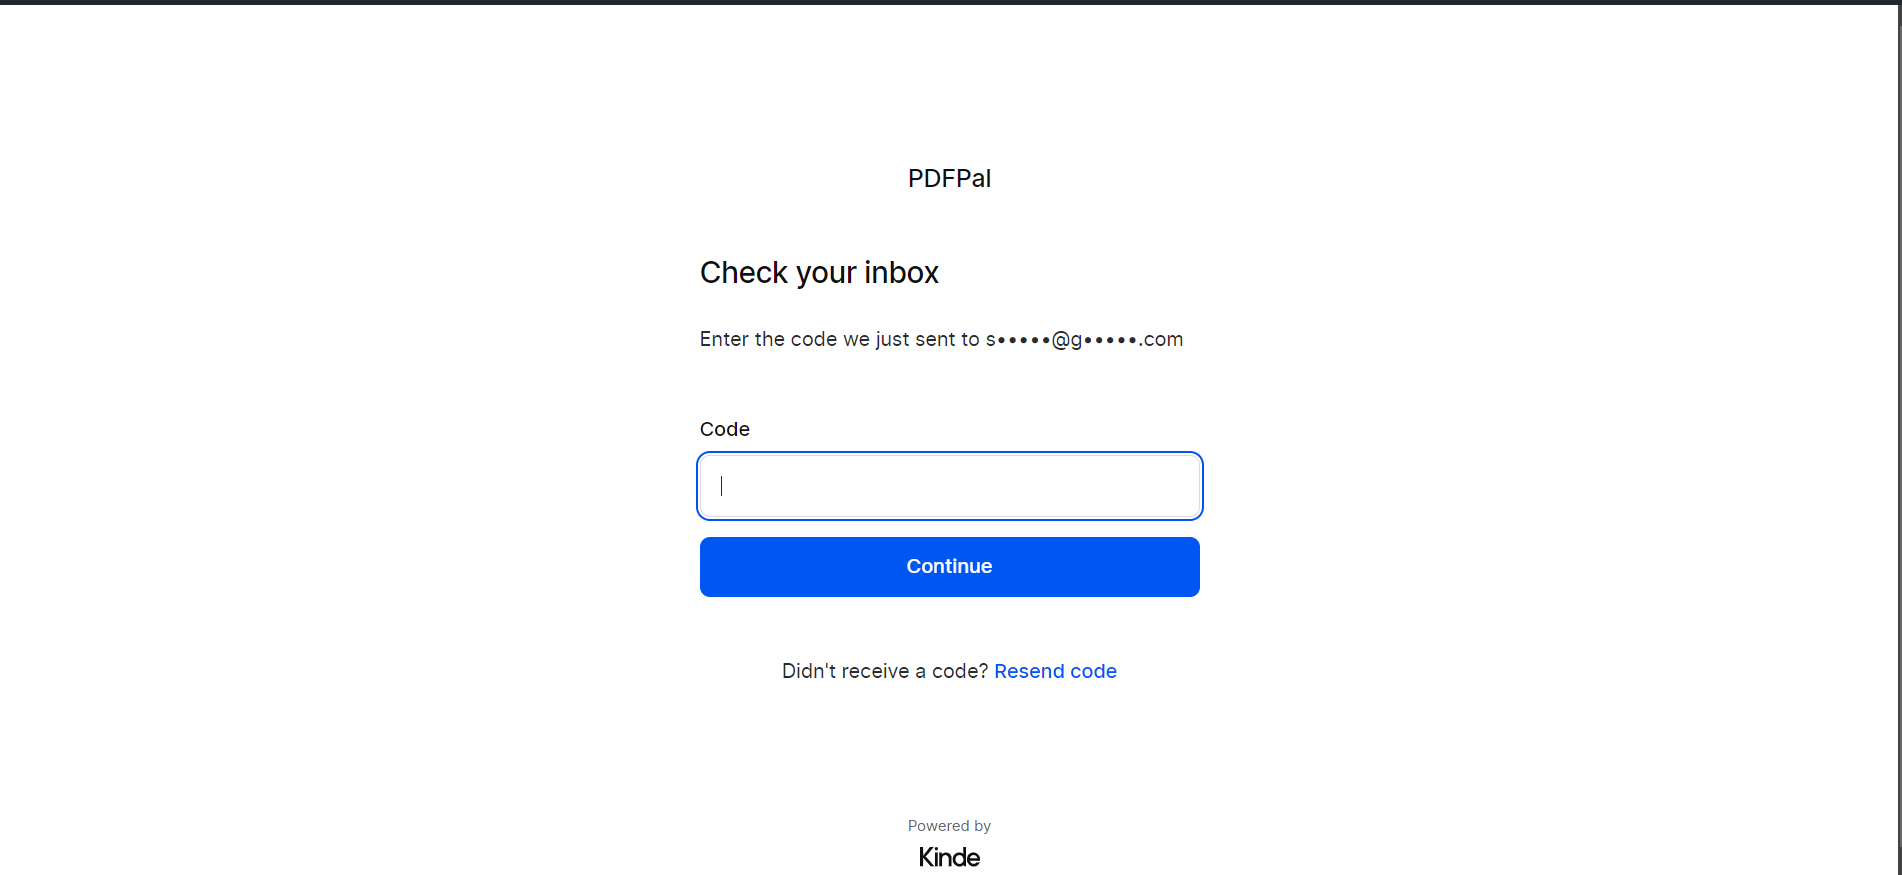 PDFPal
Check your inbox
Enter the code we just sent to s•••••@g•••••.com
Code
Continue
Didn't receive a code? Resend code
Powered by
Kinde